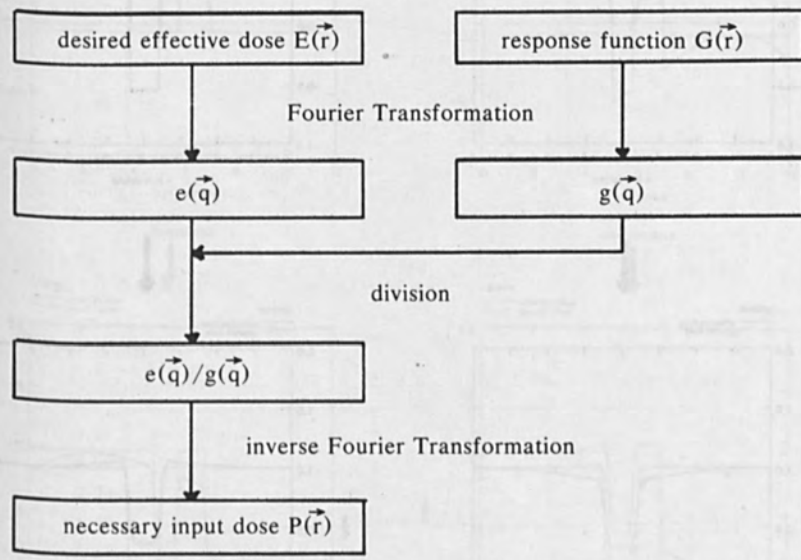 desired effective dose E(r⃗)
response function G(r⃗)
Fourier Transformation
e(q⃗)
g(q⃗)
division
e(q⃗)/g(q⃗)
inverse Fourier Transformation
necessary input dose P(r⃗)